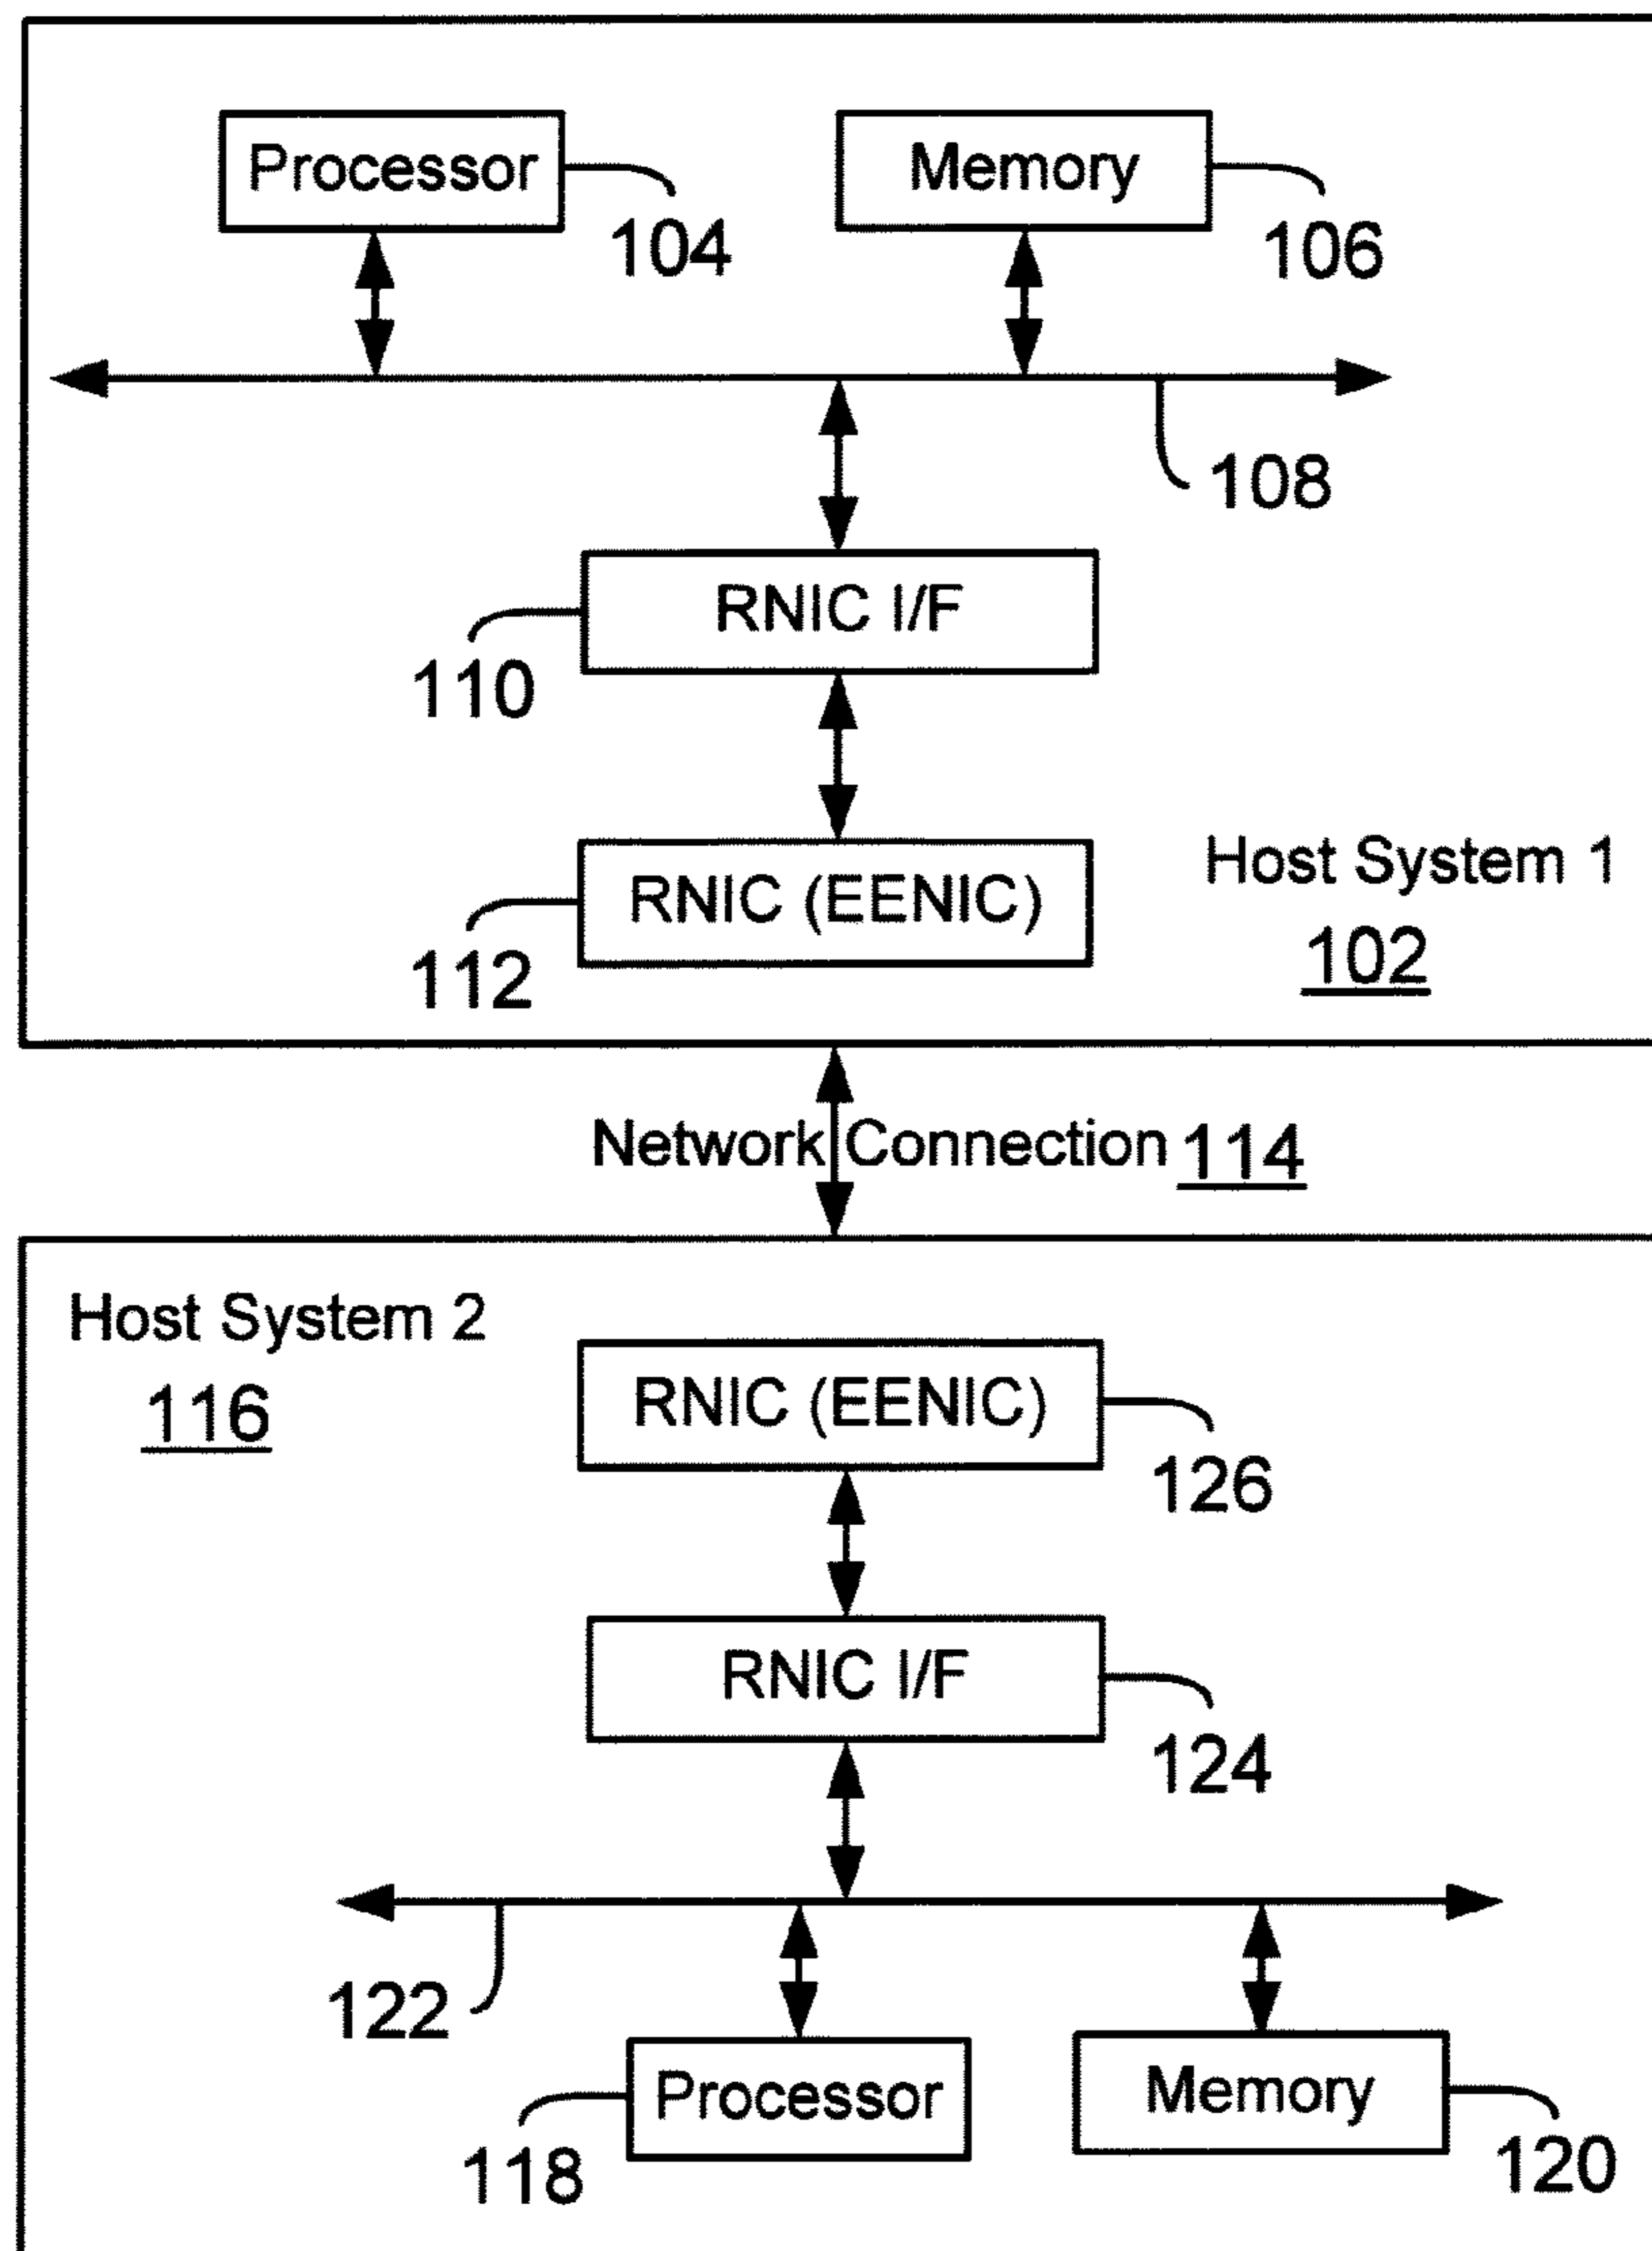 Processor
Memory
104
106
108
RNIC I/F
110
Host System 1
RNIC (EENIC)
102
112
Network Connection 114
Host System 2
RNIC (EENIC)
116
126
RNIC I/F
124
122
Processor
Memory
118
120